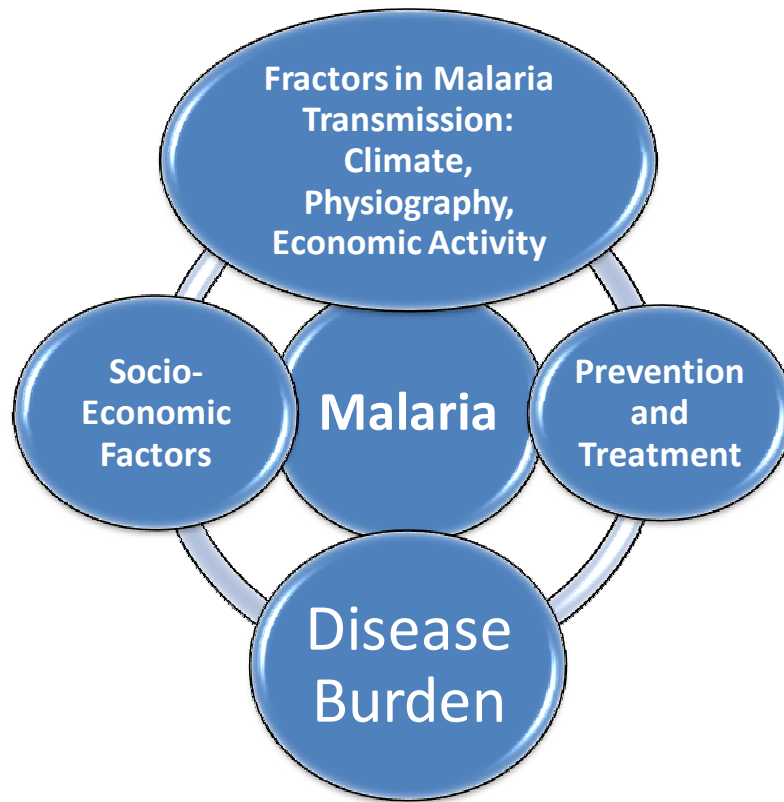 Fractors in Malaria
Transmission:
Climate,
Physiography,
Economic Activity
Socio-
Economic
Factors
Malaria
Prevention
and
Treatment
Disease
Burden